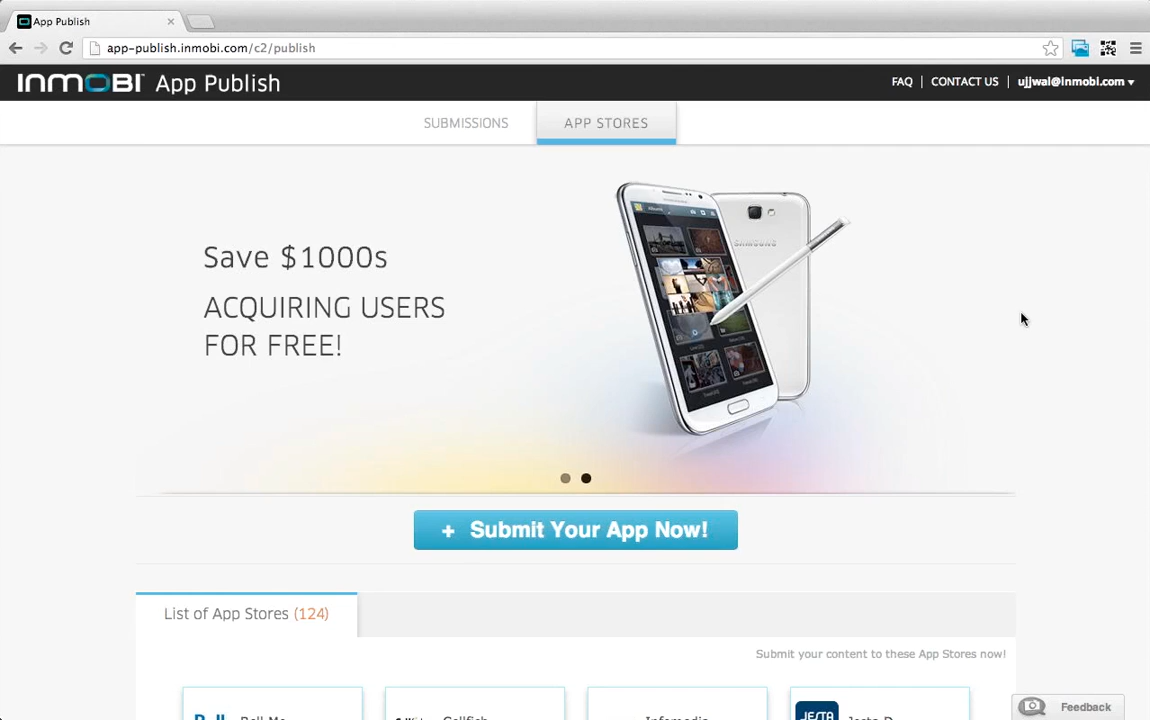 App Publish
app-publish.inmobi.com/c2/publish
INMOBI App Publish
FAQ | CONTACT US | ujjwal@inmobi.com
SUBMISSIONS APP STORES
Save $1000s
ACQUIRING USERS
FOR FREE!
SAMSUNG
+ Submit Your App Now!
List of App Stores (124)
Submit your content to these App Stores now!
Feedback
JESTA